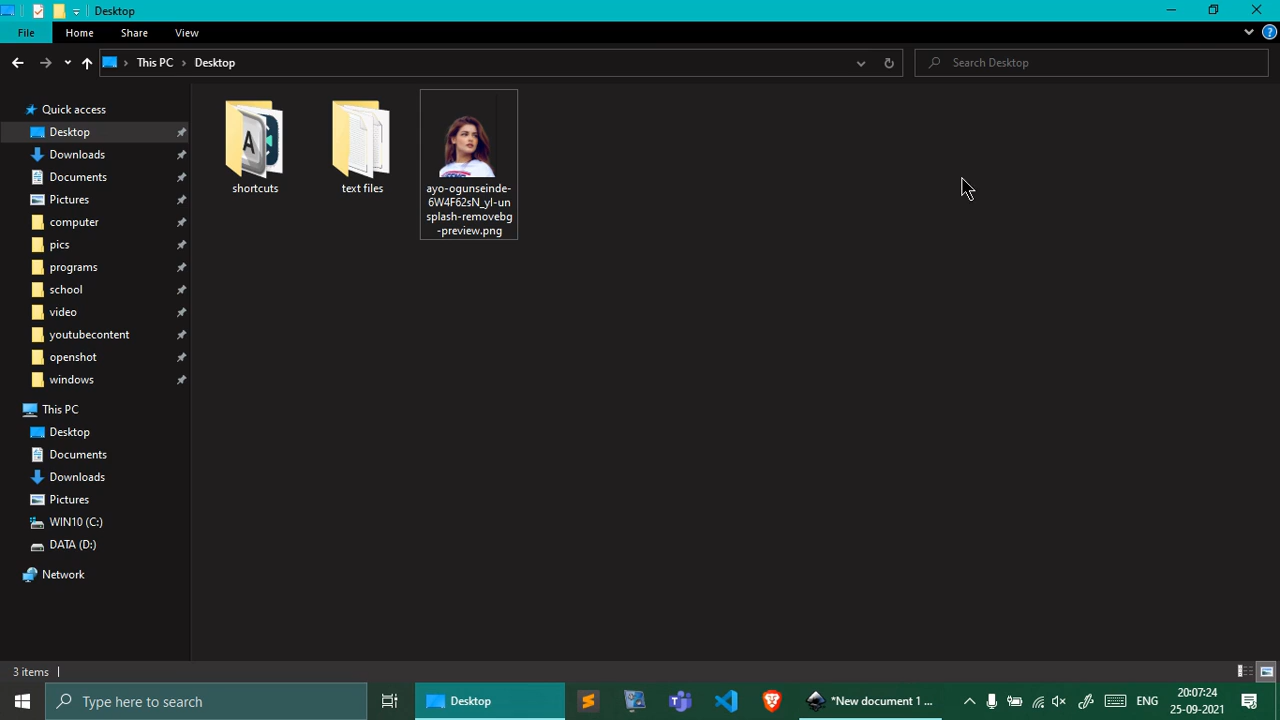 Desktop
File Home Share View
This PC Desktop
Search Desktop
Quick access
Desktop
Downloads
Documents
Pictures
computer
pics
programs
school
video
youtubecontent
openshot
windows
This PC
Desktop
Documents
Downloads
Pictures
WIN10 (C:)
DATA (D:)
Network
A
shortcuts
text files
ayo-ogunseinde-
6W4F62sN_yI-un
splash-removebg
-preview.png
3 items
Type here to search
Desktop
*New document 1 ...
ENG
20:07:24
25-09-2021